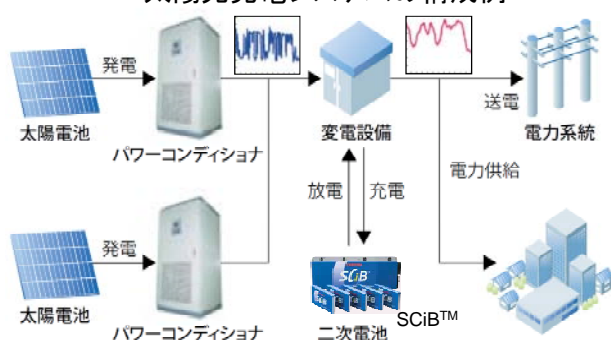 発電
太陽電池
パワーコンディショナ
変電設備
送電
電力系統
放電
充電
電力供給
発電
太陽電池
パワーコンディショナ
SCiB
二次電池
SCiB™